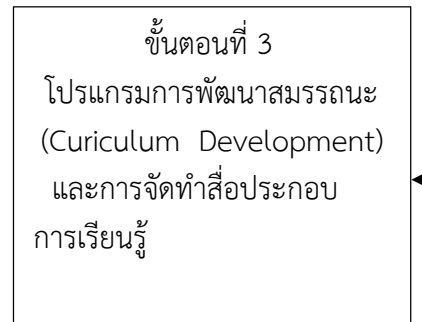 ขั้นตอนที่ 3
โปรแกรมการพัฒนาสมรรถนะ
(Curiculum Development)
และการจัดทำสื่อประกอบ
การเรียนรู้